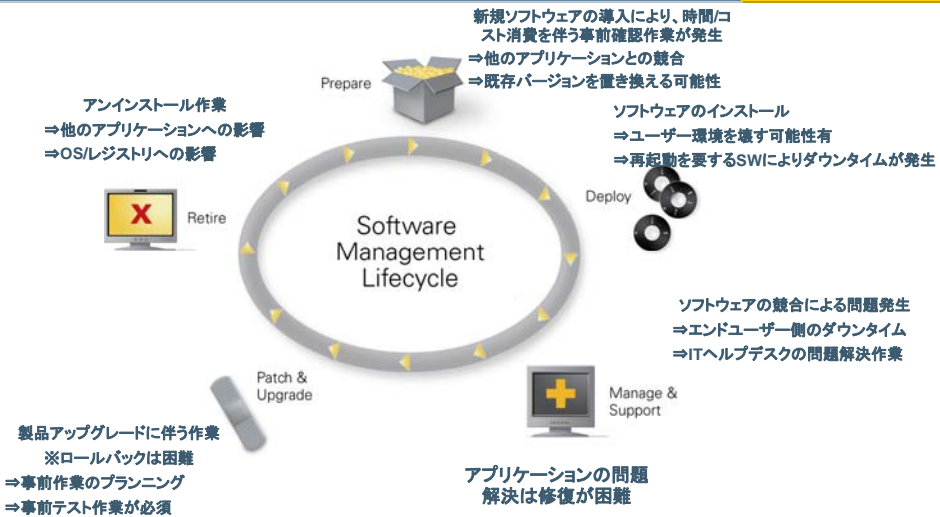 新規ソフトウェアの導入により、時間/コ
スト消費を伴う事前確認作業が発生
⇒他のアプリケーションとの競合
⇒既存バージョンを置き換える可能性
Prepare
アンインストール作業
⇒他のアプリケーションへの影響
⇒OS/レジストリへの影響
ソフトウェアのインストール
⇒ユーザー環境を壊す可能性有
⇒再起動を要するSWによりダウンタイムが発生
Deploy
X
Retire
Software
Management
Lifecycle
ソフトウェアの競合による問題発生
⇒エンドユーザー側のダウンタイム
⇒ITヘルプデスクの問題解決作業
Patch &
Upgrade
Manage &
Support
製品アップグレードに伴う作業
※ロールバックは困難
⇒事前作業のプランニング
⇒事前テスト作業が必須
アプリケーションの問題
解決は修復が困難